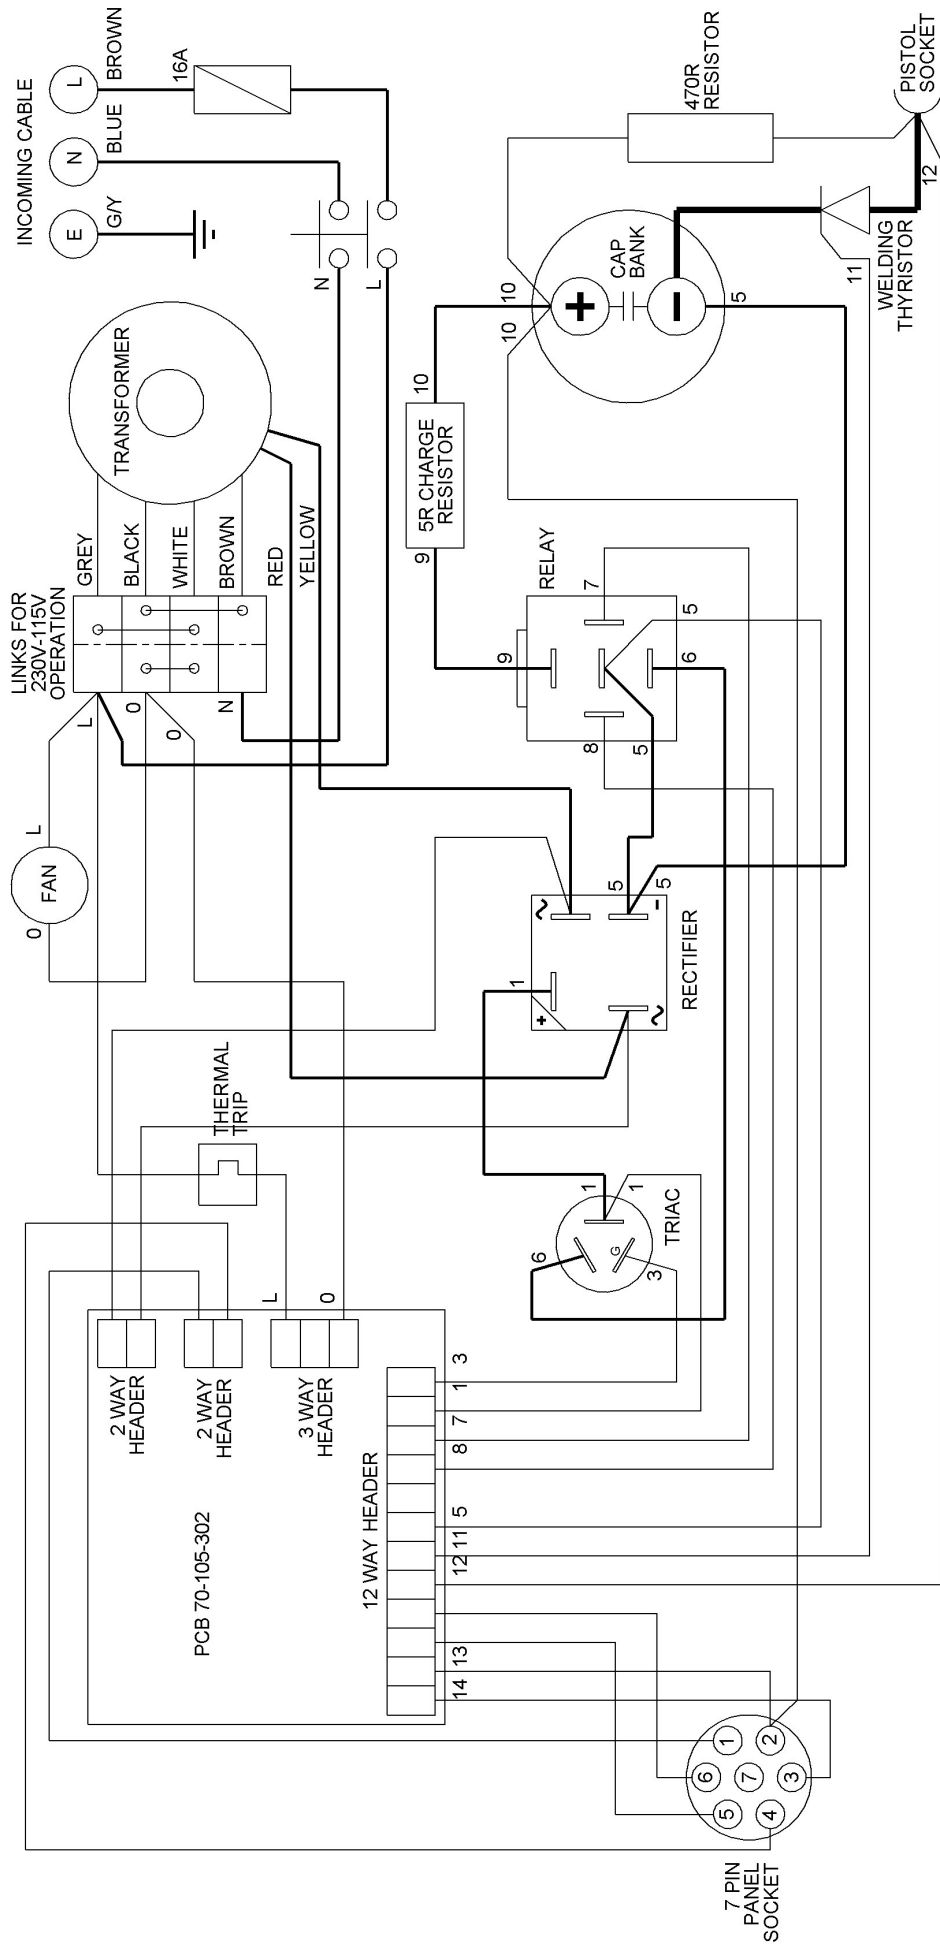 INCOMING CABLE
E
N
L
G/Y
BLUE
BROWN
16A
N
L
TRANSFORMER
LINKS FOR
230V-115V
OPERATION
GREY
BLACK
WHITE
BROWN
RED
YELLOW
L
0
0
N
FAN
L
0
THERMAL
TRIP
470R
RESISTOR
PISTOL
SOCKET
12
WELDING
THYRISTOR
11
CAP
BANK
+
−
10
10
5
5R CHARGE
RESISTOR
10
9
RELAY
9
7
5
6
8
5
RECTIFIER
~
-
+
~
1
5
5
TRIAC
1
1
6
G
3
PCB 70-105-302
2 WAY
HEADER
2 WAY
HEADER
3 WAY
HEADER
L
0
12 WAY HEADER
3
1
7
8
5
11
12
13
14
7 PIN
PANEL
SOCKET
1
2
3
4
5
6
7